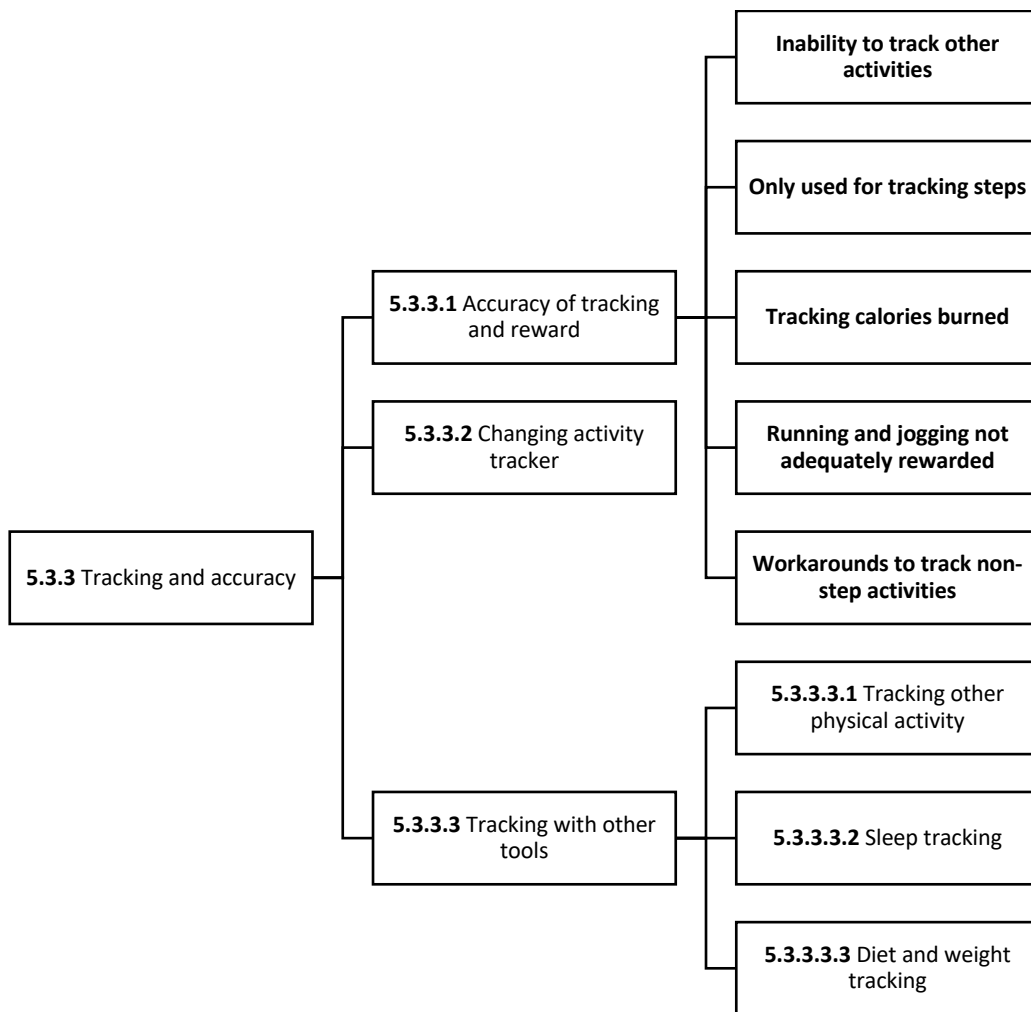 5.3.3 Tracking and accuracy
5.3.3.1 Accuracy of tracking
and reward
Inability to track other
activities
Only used for tracking steps
Tracking calories burned
Running and jogging not
adequately rewarded
Workarounds to track non-
step activities
5.3.3.2 Changing activity
tracker
5.3.3.3 Tracking with other
tools
5.3.3.3.1 Tracking other
physical activity
5.3.3.3.2 Sleep tracking
5.3.3.3.3 Diet and weight
tracking